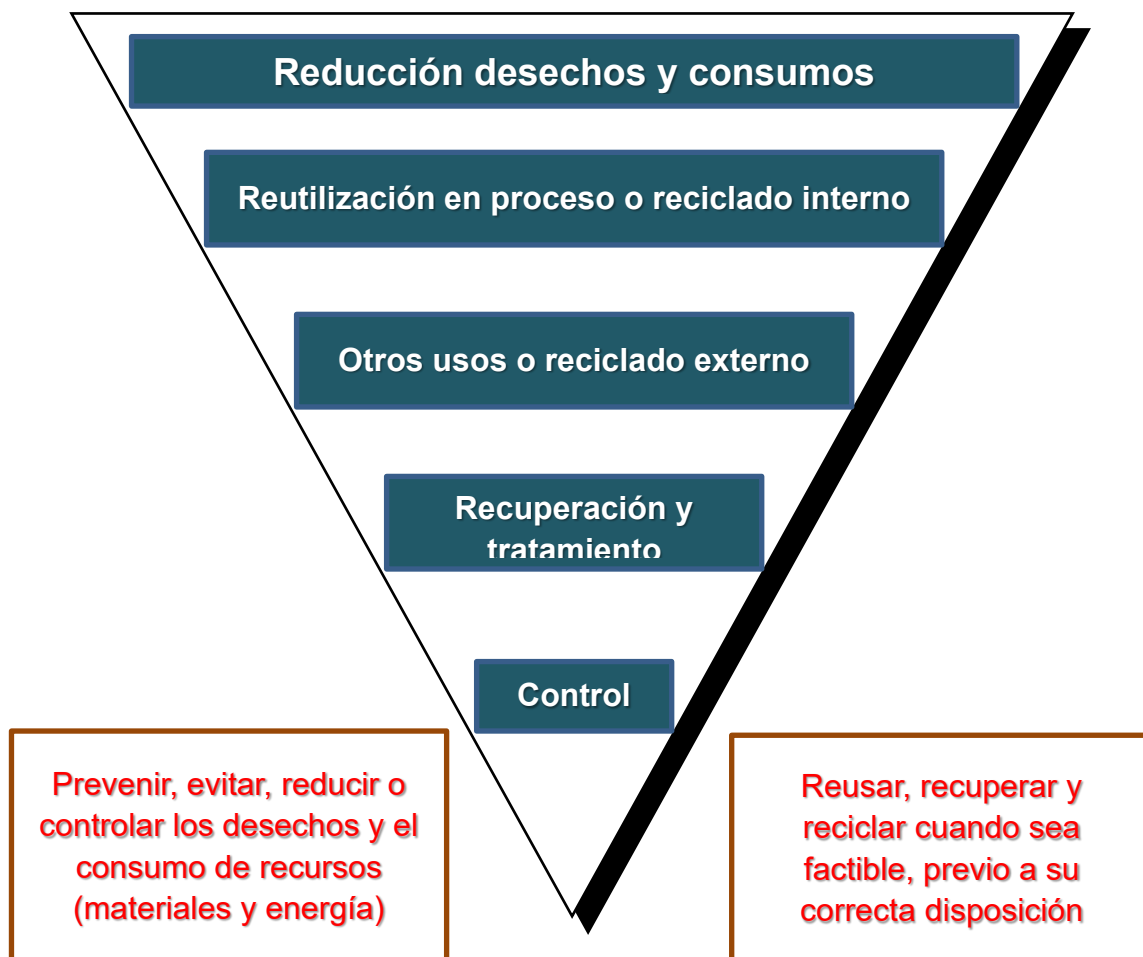 Reducción desechos y consumos
Reutilización en proceso o reciclado interno
Otros usos o reciclado externo
Recuperación y
tratamiento
Control
Prevenir, evitar, reducir o
controlar los desechos y el
consumo de recursos
(materiales y energía)
Reusar, recuperar y
reciclar cuando sea
factible, previo a su
correcta disposición